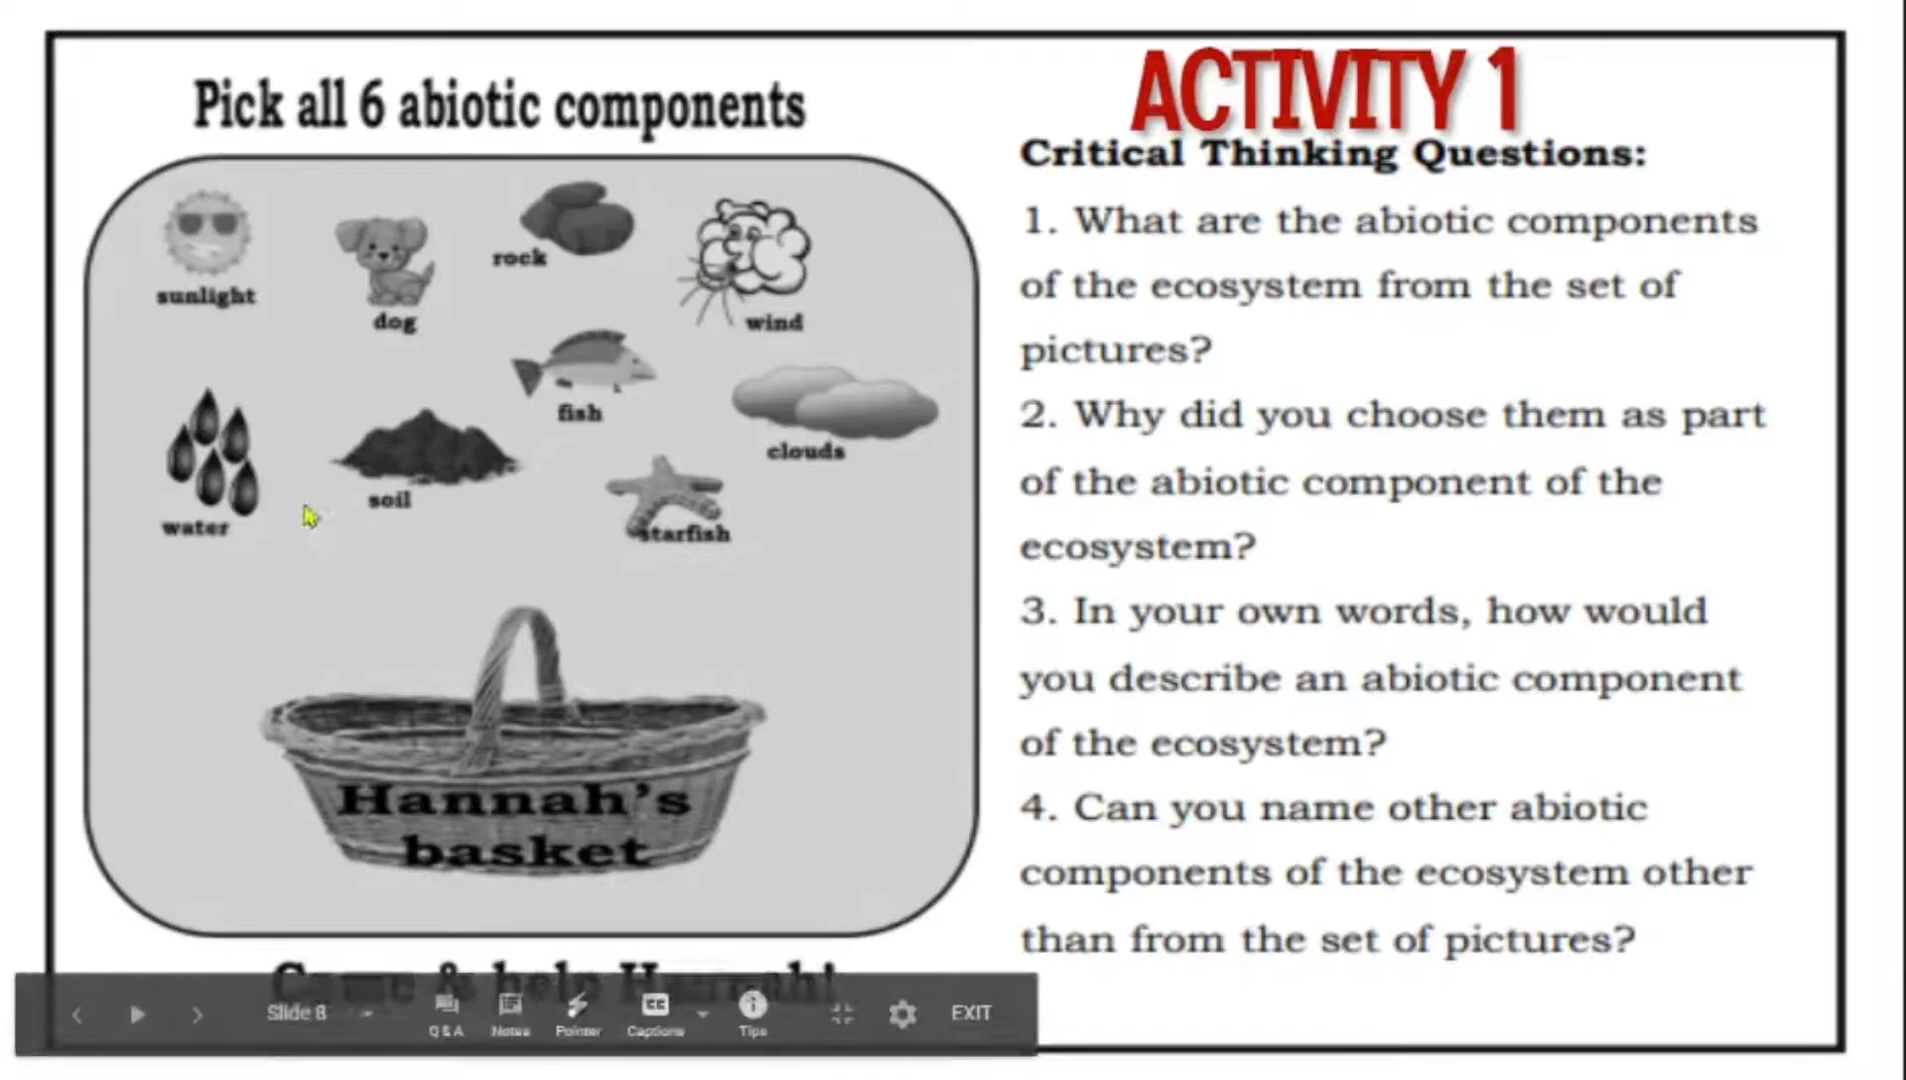 Pick all 6 abiotic components
sunlight
dog
rock
wind
fish
clouds
water
soil
starfish
Hannah's
basket
Come & help Hannah!
ACTIVITY 1
Critical Thinking Questions:
1. What are the abiotic components
of the ecosystem from the set of
pictures?
2. Why did you choose them as part
of the abiotic component of the
ecosystem?
3. In your own words, how would
you describe an abiotic component
of the ecosystem?
4. Can you name other abiotic
components of the ecosystem other
than from the set of pictures?
Slide 8
Q & A
Notes
Pointer
CC
Captions
Tips
EXIT